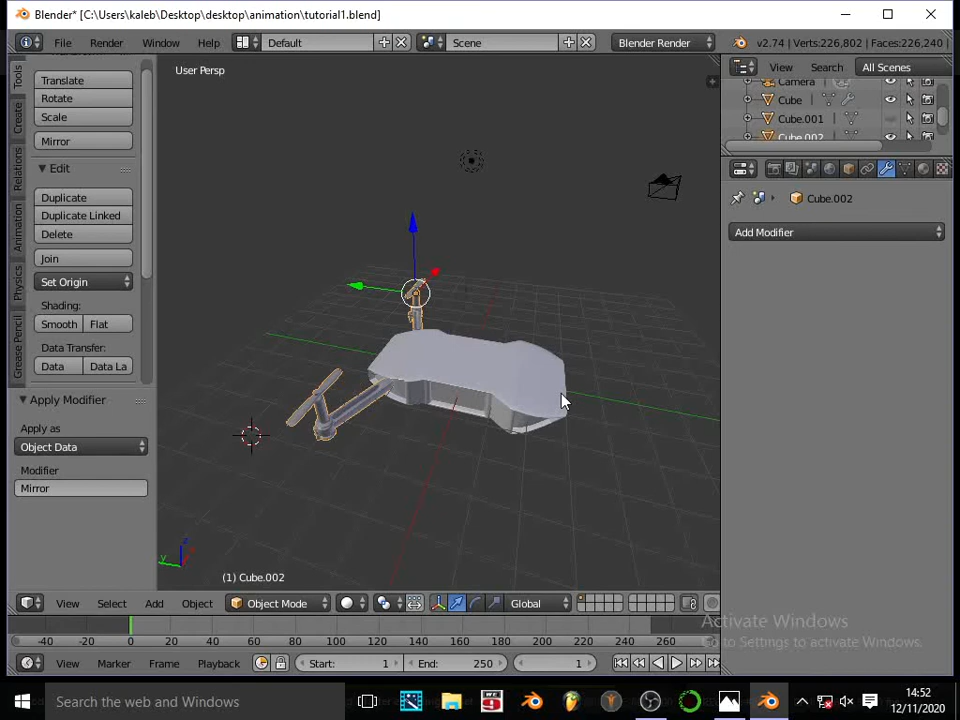 Blender* [C:\Users\kaleb\Desktop\desktop\animation\tutorial1.blend]
File Render Window Help Default Scene Blender Render v2.74 | Verts:226,802 | Faces:226,240 |
User Persp
View Search All Scenes
Camera
Cube
Cube.001
Cube.002
Cube.002
Add Modifier
Tools
Create
Relations
Animation
Physics
Grease Pencil
Translate
Rotate
Scale
Mirror
Edit
Duplicate
Duplicate Linked
Delete
Join
Set Origin
Shading:
Smooth Flat
Data Transfer:
Data Data La
Apply Modifier
Apply as
Object Data
Modifier
Mirror
z
y
(1) Cube.002
View Select Add Object Object Mode Global
Activate Windows
Go to Settings to activate Windows.
-40 -20 0 20 40 60 80 100 120 140 160 180 200 220 240 260
View Marker Frame Playback Start: 1 End: 250 1
Search the web and Windows
14:52
12/11/2020